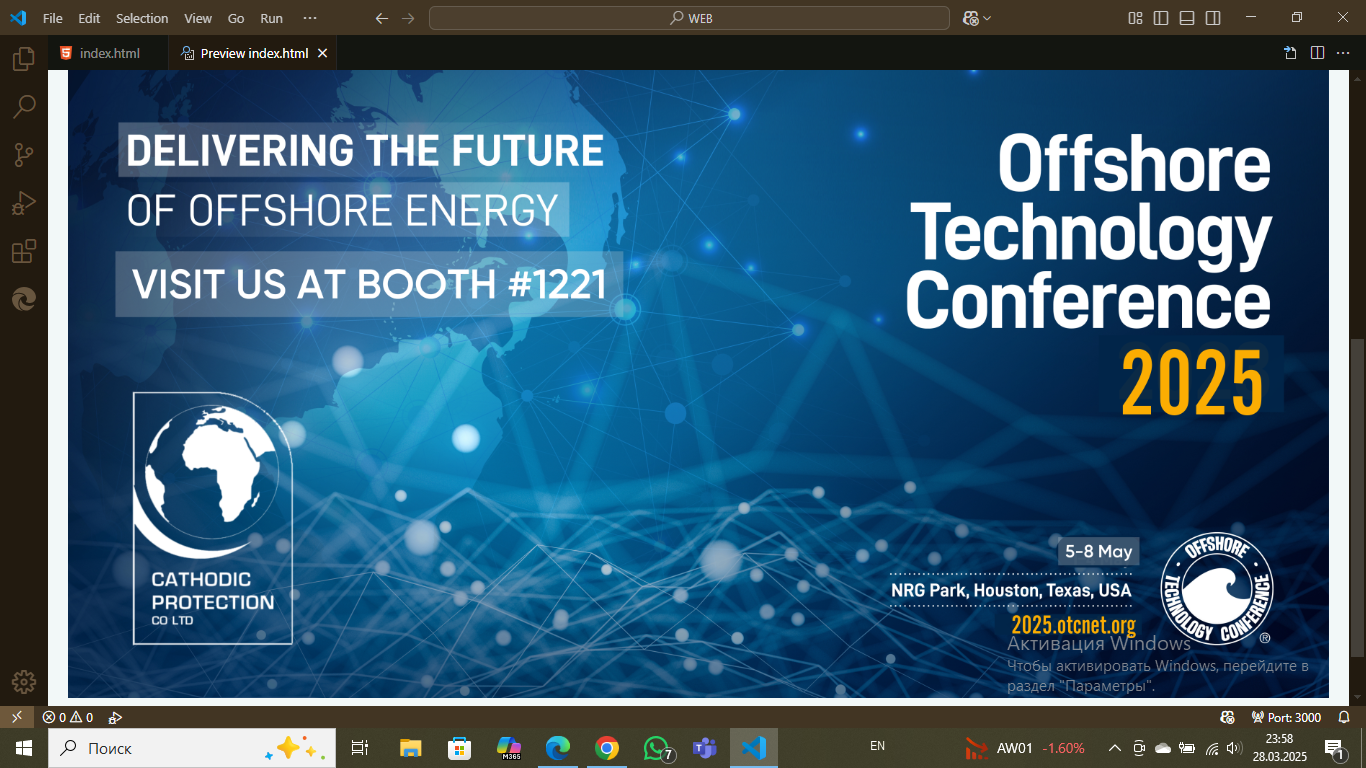 File Edit Selection View Go Run ···
WEB
index.html
Preview index.html
DELIVERING THE FUTURE
OF OFFSHORE ENERGY
VISIT US AT BOOTH #1221
Offshore
Technology
Conference
2025
CATHODIC
PROTECTION
CO LTD
5-8 May
NRG Park, Houston, Texas, USA
2025.otcnet.org
OFFSHORE
TECHNOLOGY CONFERENCE
®
Активация Windows
Чтобы активировать Windows, перейдите в
раздел "Параметры".
0 0
Port: 3000
Поиск
M365
7
EN
AW01 -1.60%
23:58
28.03.2025
1